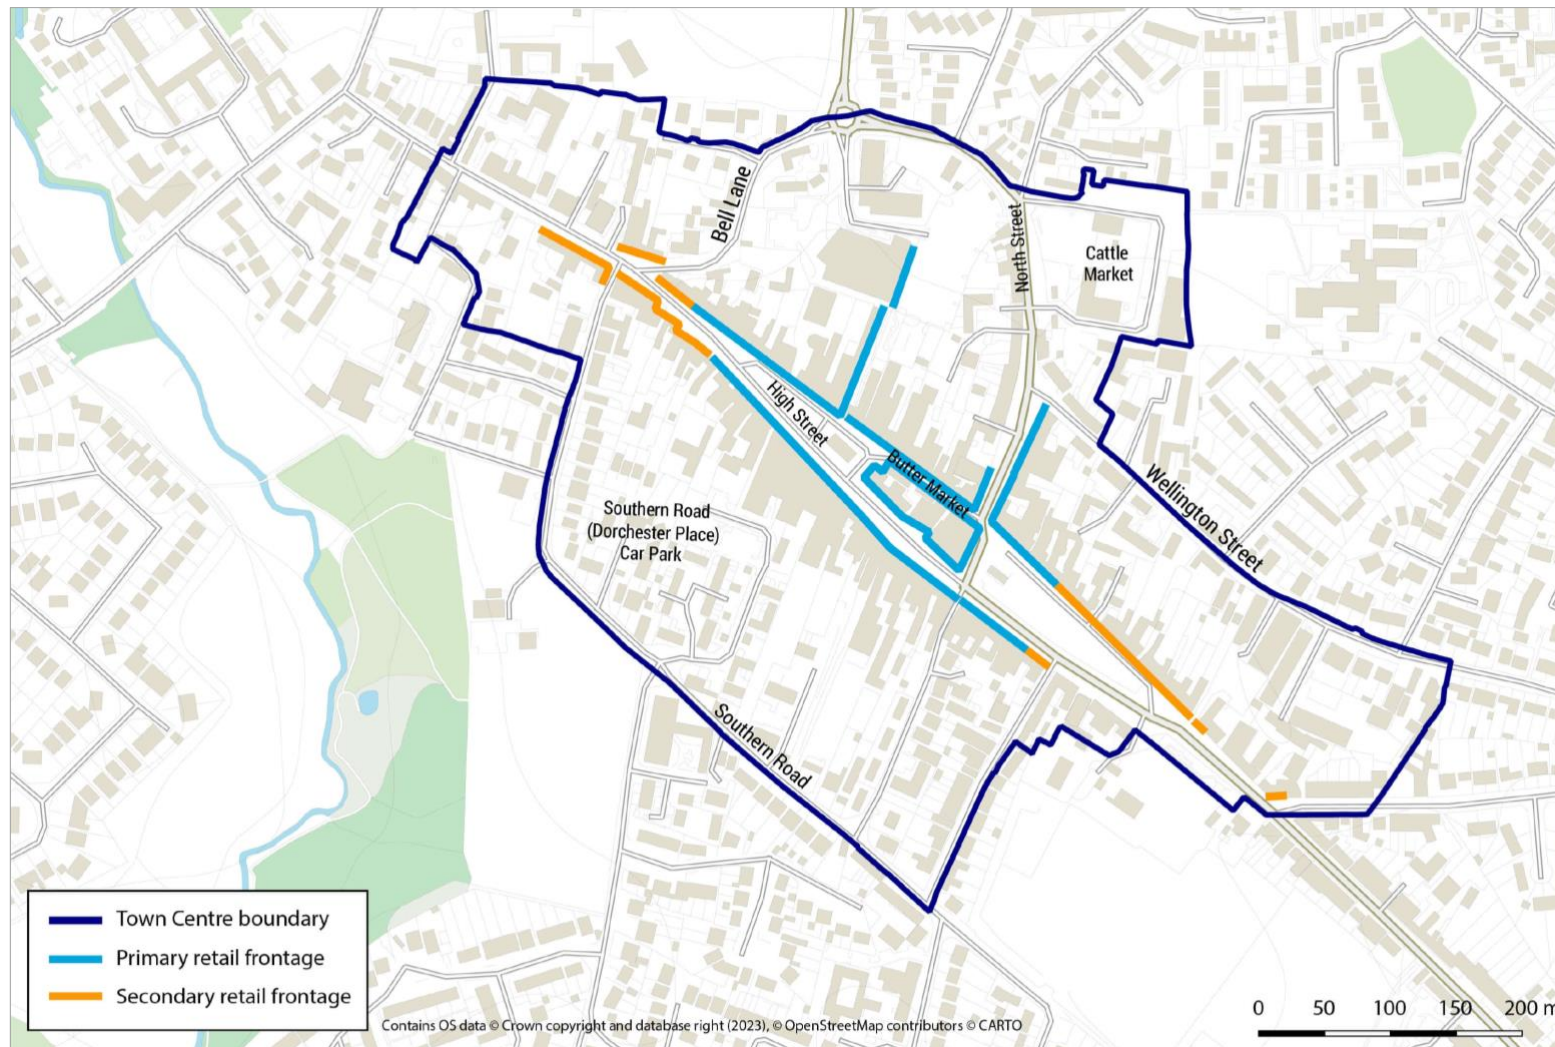 Bell Lane
North Street
Cattle
Market
High Street
Butter Market
Wellington Street
Southern Road
(Dorchester Place)
Car Park
Southern Road
Town Centre boundary
Primary retail frontage
Secondary retail frontage
Contains OS data © Crown copyright and database right (2023), © OpenStreetMap contributors © CARTO
0 50 100 150 200 m